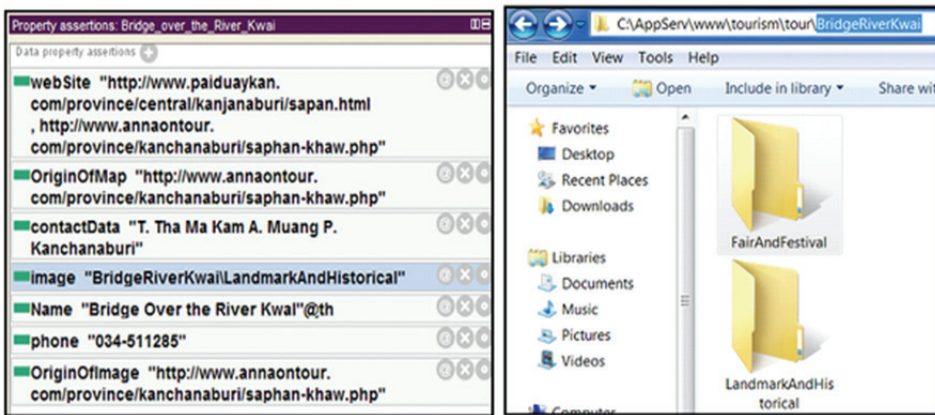 Property assertions: Bridge_over_the_River_Kwai
Data property assertions
webSite "http://www.paiduaykan.
com/province/central/kanjanaburi/sapan.html
, http://www.annaontour.
com/province/kanchanaburi/saphan-khaw.php"
OriginOfMap "http://www.annaontour.
com/province/kanchanaburi/saphan-khaw.php"
contactData "T. Tha Ma Kam A. Muang P.
Kanchanaburi"
image "BridgeRiverKwai\LandmarkAndHistorical"
Name "Bridge Over the River Kwal"@th
phone "034-511285"
OriginOfImage "http://www.annaontour.
com/province/kanchanaburi/saphan-khaw.php"
C:\AppServ\www\tourism\tour\BridgeRiverKwai
File Edit View Tools Help
Organize Open Include in library Share wit
Favorites
Desktop
Recent Places
Downloads
Libraries
Documents
Music
Pictures
Videos
Computer
FairAndFestival
LandmarkAndHis
torical